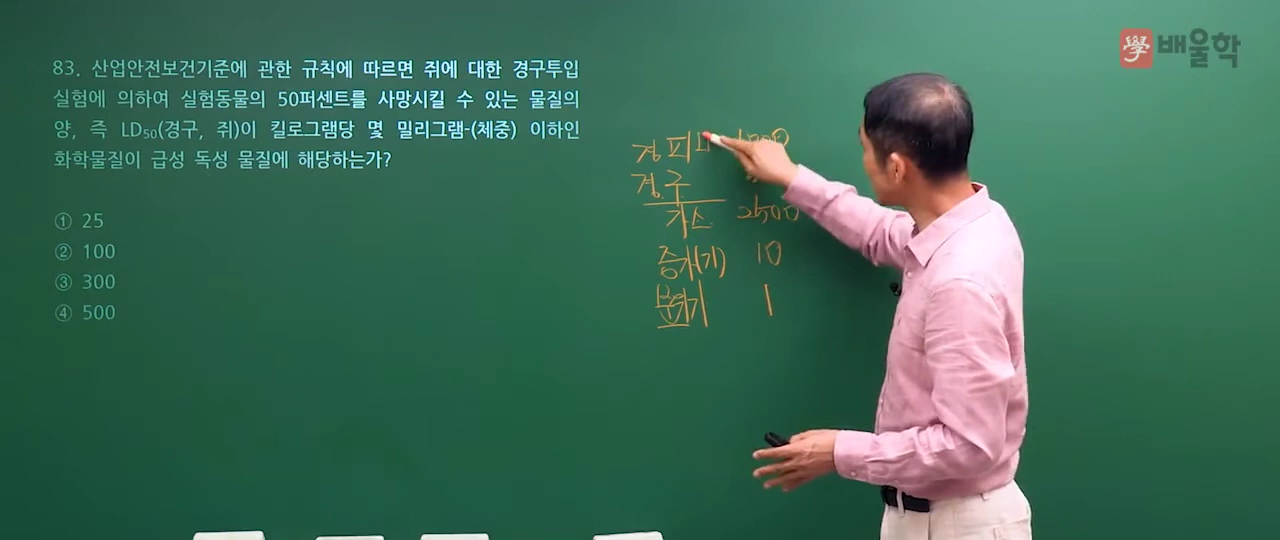 學 배울학
83. 산업안전보건기준에 관한 규칙에 따르면 쥐에 대한 경구투입
실험에 의하여 실험동물의 50퍼센트를 사망시킬 수 있는 물질의
양, 즉 LD₅₀(경구, 쥐)이 킬로그램당 몇 밀리그램-(체중) 이하인
화학물질이 급성 독성 물질에 해당하는가?
① 25
② 100
③ 300
④ 500
경피
경구
가스 2500
증기(기) 10
1